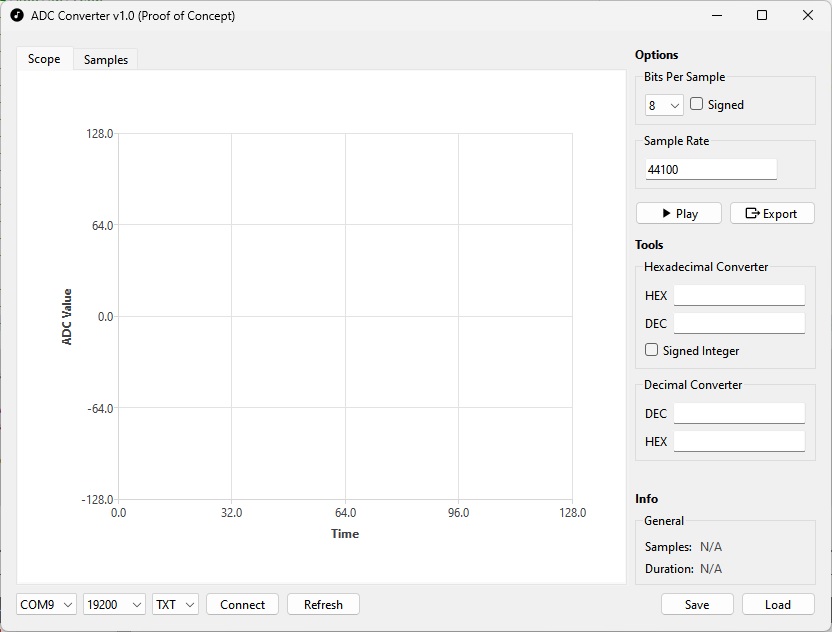 ADC Converter v1.0 (Proof of Concept)
Scope
Samples
128.0
64.0
0.0
-64.0
-128.0
ADC Value
0.0
32.0
64.0
96.0
128.0
Time
Options
Bits Per Sample
8
Signed
Sample Rate
44100
Play
Export
Tools
Hexadecimal Converter
HEX
DEC
Signed Integer
Decimal Converter
DEC
HEX
Info
General
Samples: N/A
Duration: N/A
COM9
19200
TXT
Connect
Refresh
Save
Load